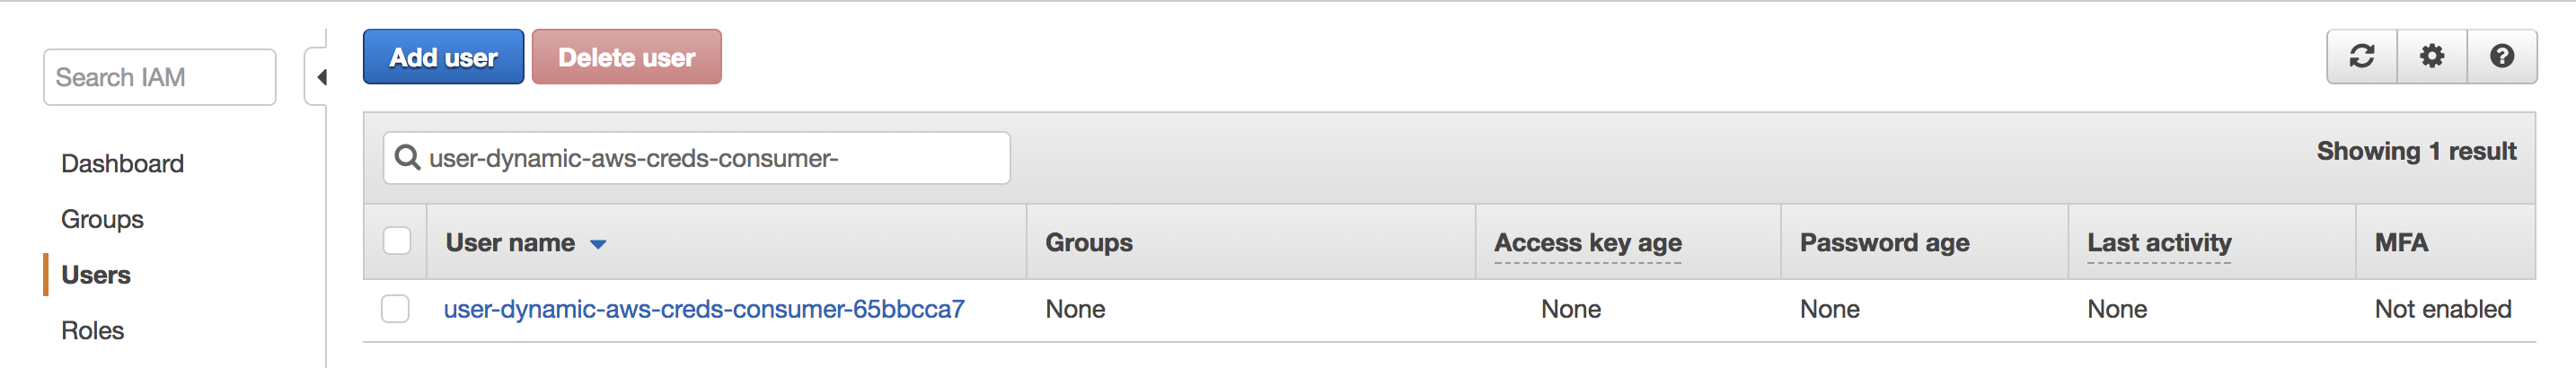 Search IAM
Dashboard
Groups
Users
Roles
Add user Delete user
user-dynamic-aws-creds-consumer-
Showing 1 result
User name Groups Access key age Password age Last activity MFA
user-dynamic-aws-creds-consumer-65bbcca7 None None None None Not enabled